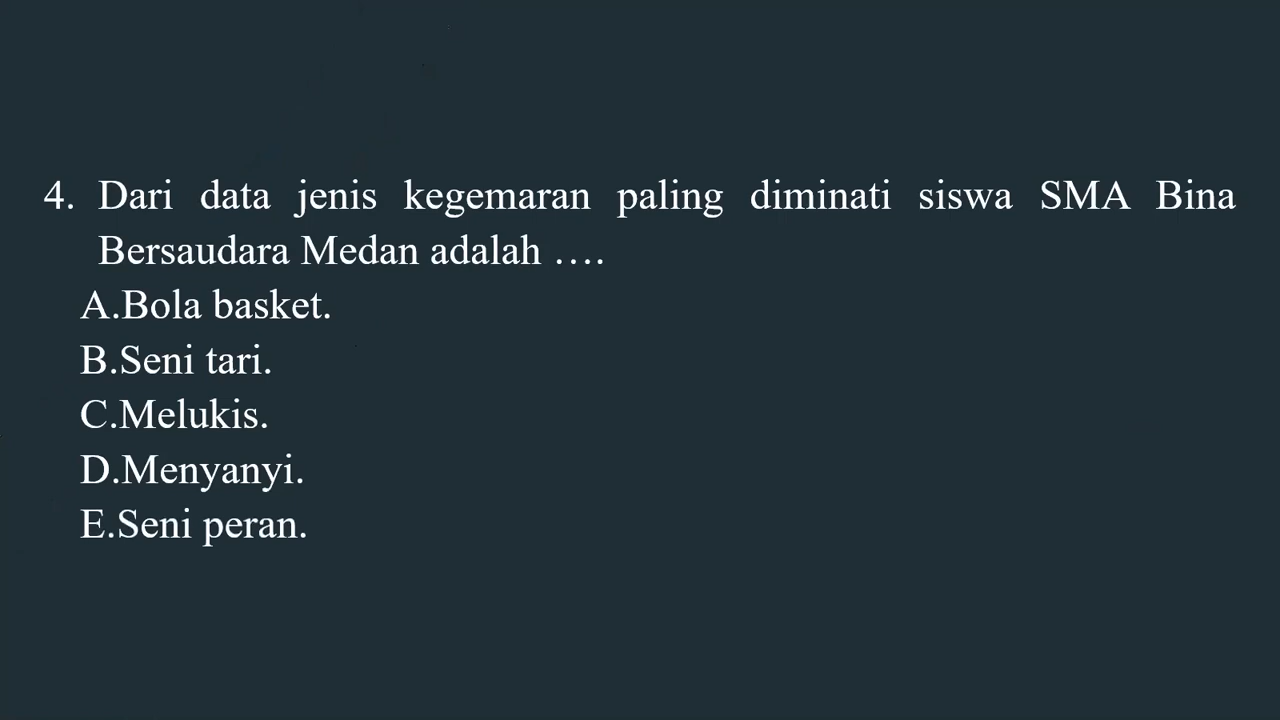 4. Dari data jenis kegemaran paling diminati siswa SMA Bina
Bersaudara Medan adalah ….
A.Bola basket.
B.Seni tari.
C.Melukis.
D.Menyanyi.
E.Seni peran.